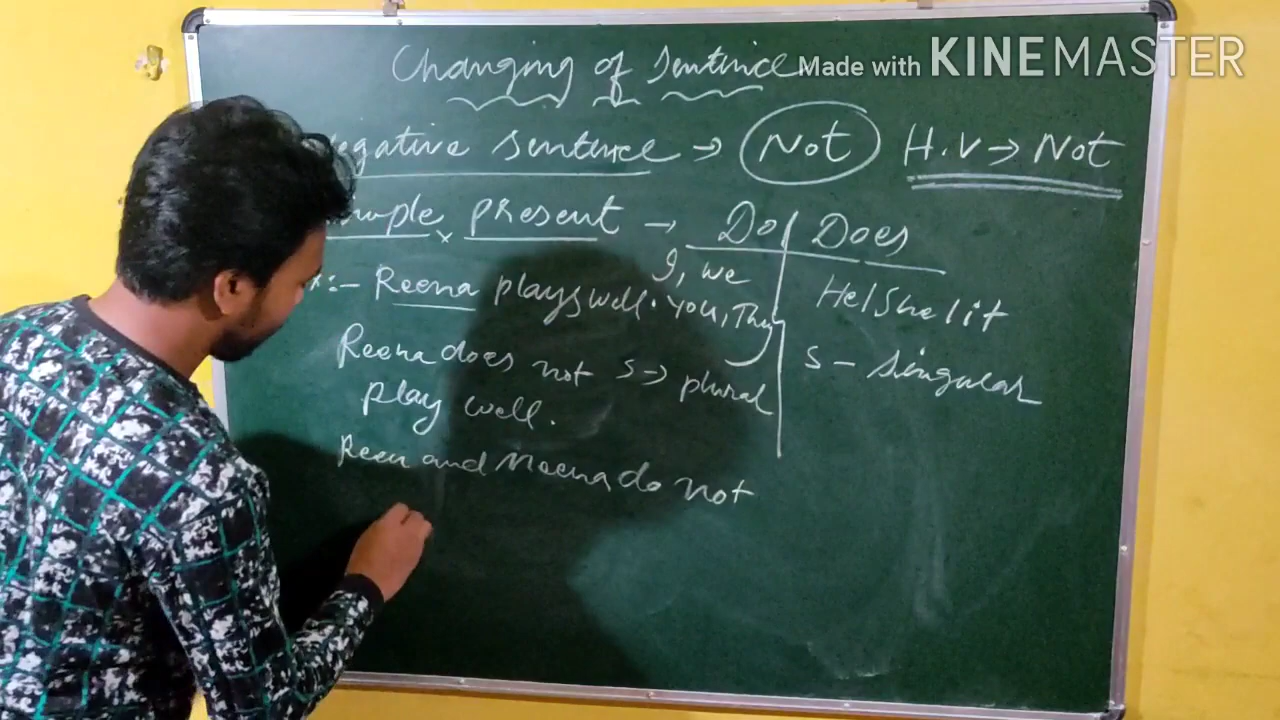 Changing of Sentence
Made with KINEMASTER
egative sentence → Not H.V → Not
mple present → Do Does
x:- Reena plays well. I, we He/She/it
You, They
Reena does not s → plural S - singular
play well.
Reen and Meena do not